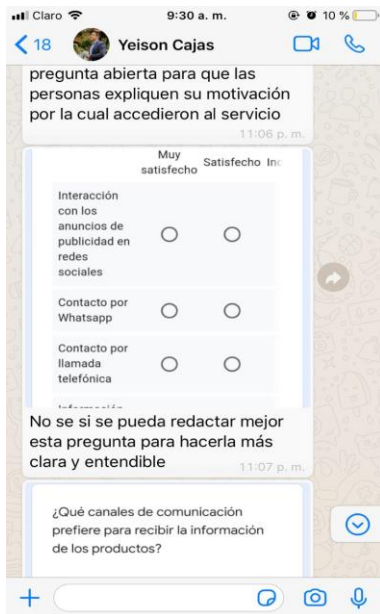 Claro 9:30 a. m. 10 %
18 Yeison Cajas
pregunta abierta para que las
personas expliquen su motivación
por la cual accedieron al servicio
11:06 p. m.
Muy
satisfecho
Satisfecho
Interacción
con los
anuncios de
publicidad en
redes
sociales
Contacto por
Whatsapp
Contacto por
llamada
telefónica
No se si se pueda redactar mejor
esta pregunta para hacerla más
clara y entendible
11:07 p. m.
¿Qué canales de comunicación
prefiere para recibir la información
de los productos?